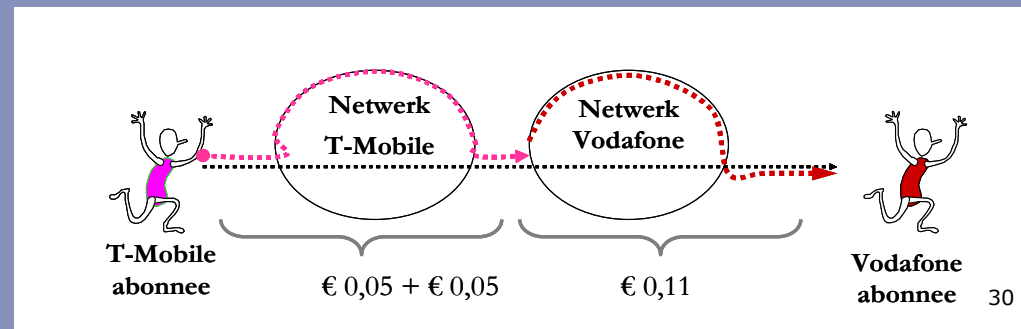 Netwerk
T-Mobile
Netwerk
Vodafone
T-Mobile
abonnee
€ 0,05 + € 0,05
€ 0,11
Vodafone
abonnee
30